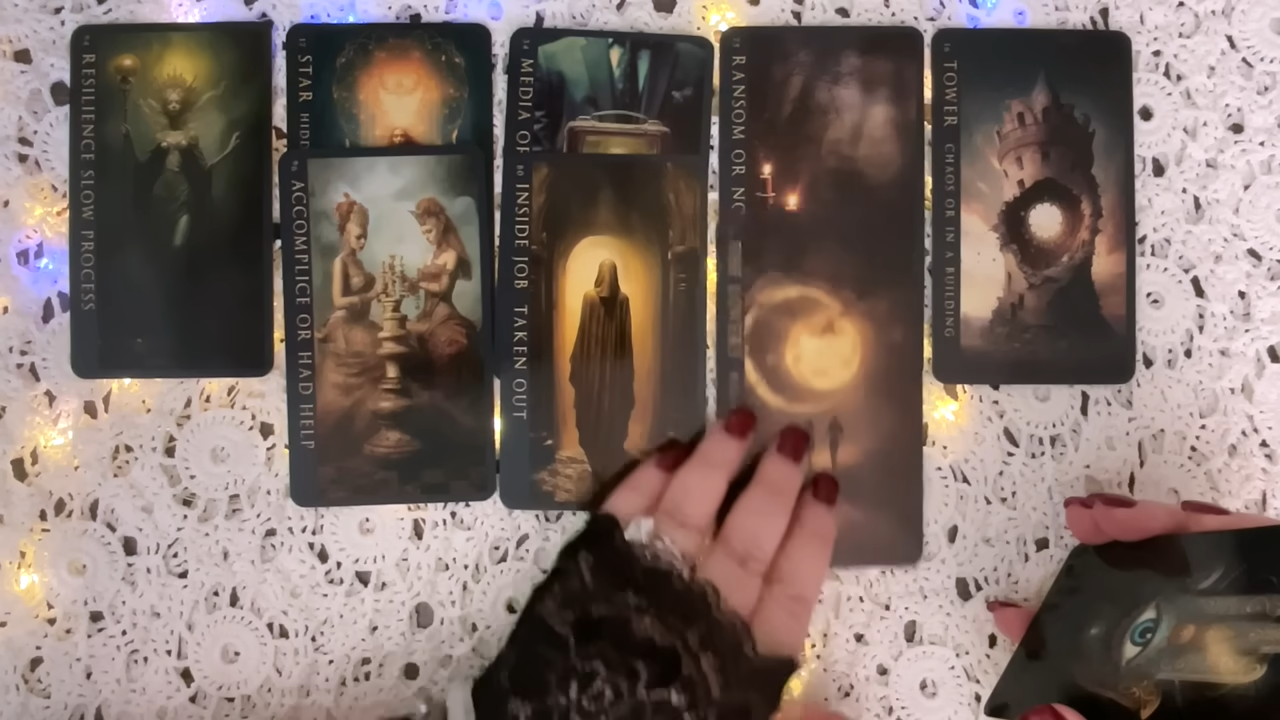 RESILIENCE SLOW PROCESS
STAR
ACCOMPLICE OR HAD HELP
MEDIA OF
80 INSIDE JOB TAKEN OUT
RANSOM OR
TOWER CHAOS OR IN A BUILDING